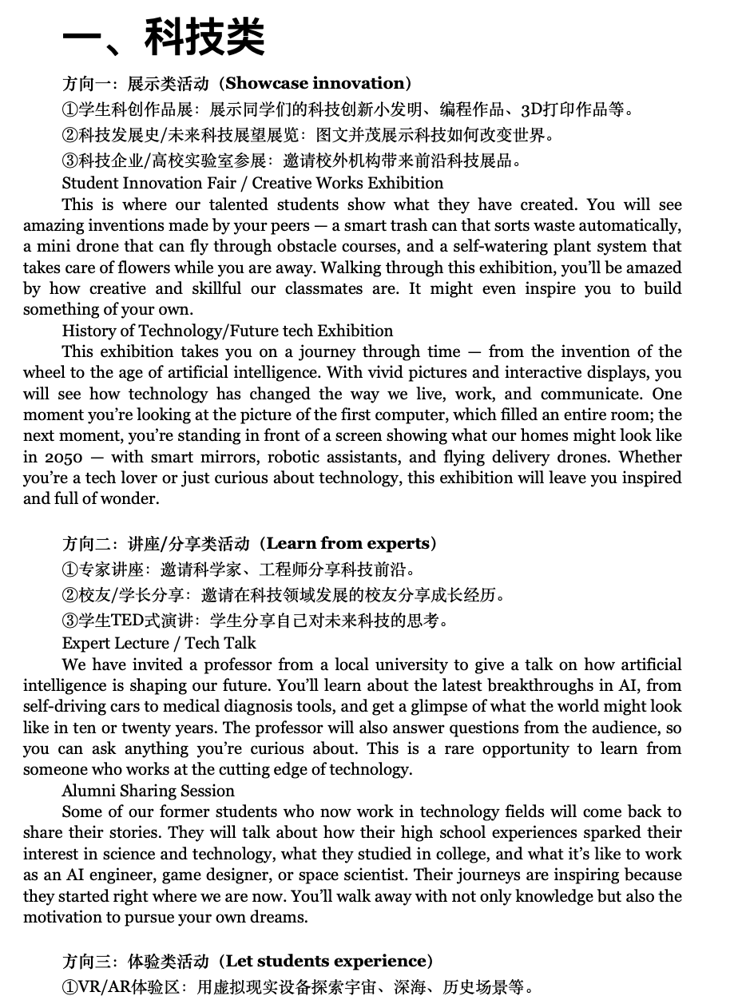 一、科技类
方向一：展示类活动（Showcase innovation）
①学生科创作品展：展示同学们的科技创新小发明、编程作品、3D打印作品等。
②科技发展史/未来科技展望展览：图文并茂展示科技如何改变世界。
③科技企业/高校实验室参展：邀请校外机构带来前沿科技展品。
Student Innovation Fair / Creative Works Exhibition
This is where our talented students show what they have created. You will see
amazing inventions made by your peers — a smart trash can that sorts waste automatically,
a mini drone that can fly through obstacle courses, and a self-watering plant system that
takes care of flowers while you are away. Walking through this exhibition, you’ll be amazed
by how creative and skillful our classmates are. It might even inspire you to build
something of your own.
History of Technology/Future tech Exhibition
This exhibition takes you on a journey through time — from the invention of the
wheel to the age of artificial intelligence. With vivid pictures and interactive displays, you
will see how technology has changed the way we live, work, and communicate. One
moment you’re looking at the picture of the first computer, which filled an entire room; the
next moment, you’re standing in front of a screen showing what our homes might look like
in 2050 — with smart mirrors, robotic assistants, and flying delivery drones. Whether
you’re a tech lover or just curious about technology, this exhibition will leave you inspired
and full of wonder.
方向二：讲座/分享类活动（Learn from experts）
①专家讲座：邀请科学家、工程师分享科技前沿。
②校友/学长分享：邀请在科技领域发展的校友分享成长经历。
③学生TED式演讲：学生分享自己对未来科技的思考。
Expert Lecture / Tech Talk
We have invited a professor from a local university to give a talk on how artificial
intelligence is shaping our future. You’ll learn about the latest breakthroughs in AI, from
self-driving cars to medical diagnosis tools, and get a glimpse of what the world might look
like in ten or twenty years. The professor will also answer questions from the audience, so
you can ask anything you’re curious about. This is a rare opportunity to learn from
someone who works at the cutting edge of technology.
Alumni Sharing Session
Some of our former students who now work in technology fields will come back to
share their stories. They will talk about how their high school experiences sparked their
interest in science and technology, what they studied in college, and what it’s like to work
as an AI engineer, game designer, or space scientist. Their journeys are inspiring because
they started right where we are now. You’ll walk away with not only knowledge but also the
motivation to pursue your own dreams.
方向三：体验类活动（Let students experience）
①VR/AR体验区：用虚拟现实设备探索宇宙、深海、历史场景等。